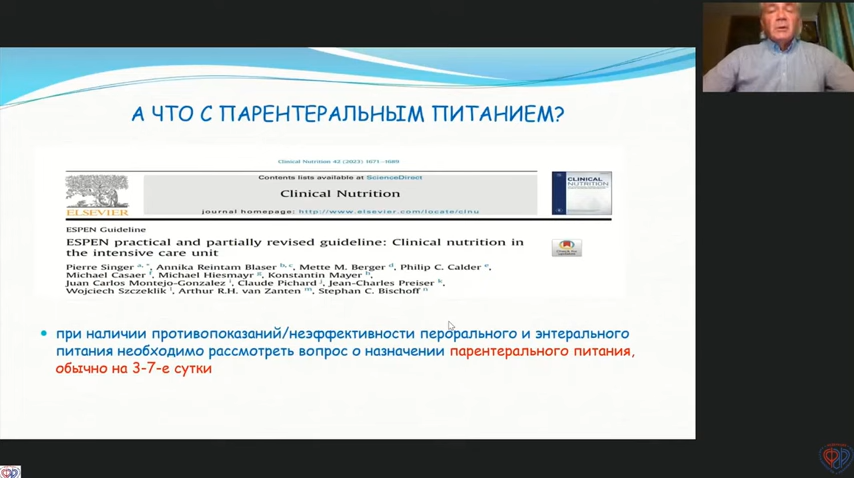 А ЧТО С ПАРЕНТЕРАЛЬНЫМ ПИТАНИЕМ?
Clinical Nutrition 42 (2023) 1671–1689
Contents lists available at ScienceDirect
Clinical Nutrition
journal homepage: http://www.elsevier.com/locate/clnu
ELSEVIER
CLINICAL NUTRITION
ESPEN Guideline
ESPEN practical and partially revised guideline: Clinical nutrition in
the intensive care unit
Pierre Singer a, *, Annika Reintam Blaser b, c, Mette M. Berger d, Philip C. Calder e,
Michael Casaer f, Michael Hiesmayr g, Konstantin Mayer h,
Juan Carlos Montejo-Gonzalez i, Claude Pichard j, Jean-Charles Preiser k,
Wojciech Szczeklik l, Arthur R.H. van Zanten m, Stephan C. Bischoff n
• при наличии противопоказаний/неэффективности перорального и энтерального
питания необходимо рассмотреть вопрос о назначении парентерального питания,
обычно на 3-7-е сутки